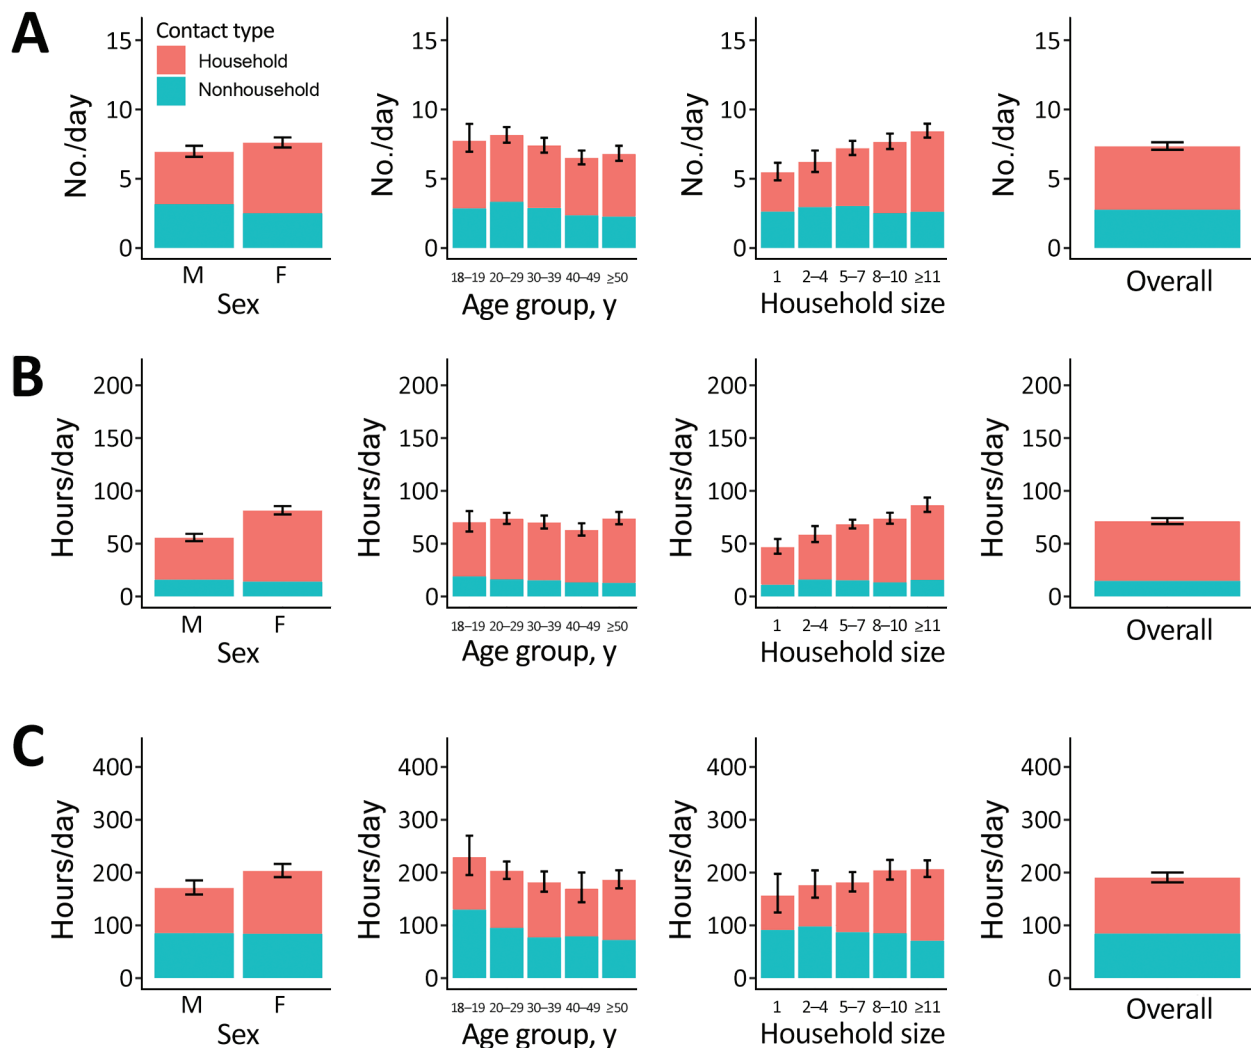 A
No./day
15
10
5
0
Contact type
Household
Nonhousehold
M F
Sex
No./day
15
10
5
0
18–19 20–29 30–39 40–49 ≥50
Age group, y
No./day
15
10
5
0
1 2–4 5–7 8–10 ≥11
Household size
No./day
15
10
5
0
Overall
B
Hours/day
200
150
100
50
0
M F
Sex
Hours/day
200
150
100
50
0
18–19 20–29 30–39 40–49 ≥50
Age group, y
Hours/day
200
150
100
50
0
1 2–4 5–7 8–10 ≥11
Household size
Hours/day
200
150
100
50
0
Overall
C
Hours/day
400
300
200
100
0
M F
Sex
Hours/day
400
300
200
100
0
18–19 20–29 30–39 40–49 ≥50
Age group, y
Hours/day
400
300
200
100
0
1 2–4 5–7 8–10 ≥11
Household size
Hours/day
400
300
200
100
0
Overall